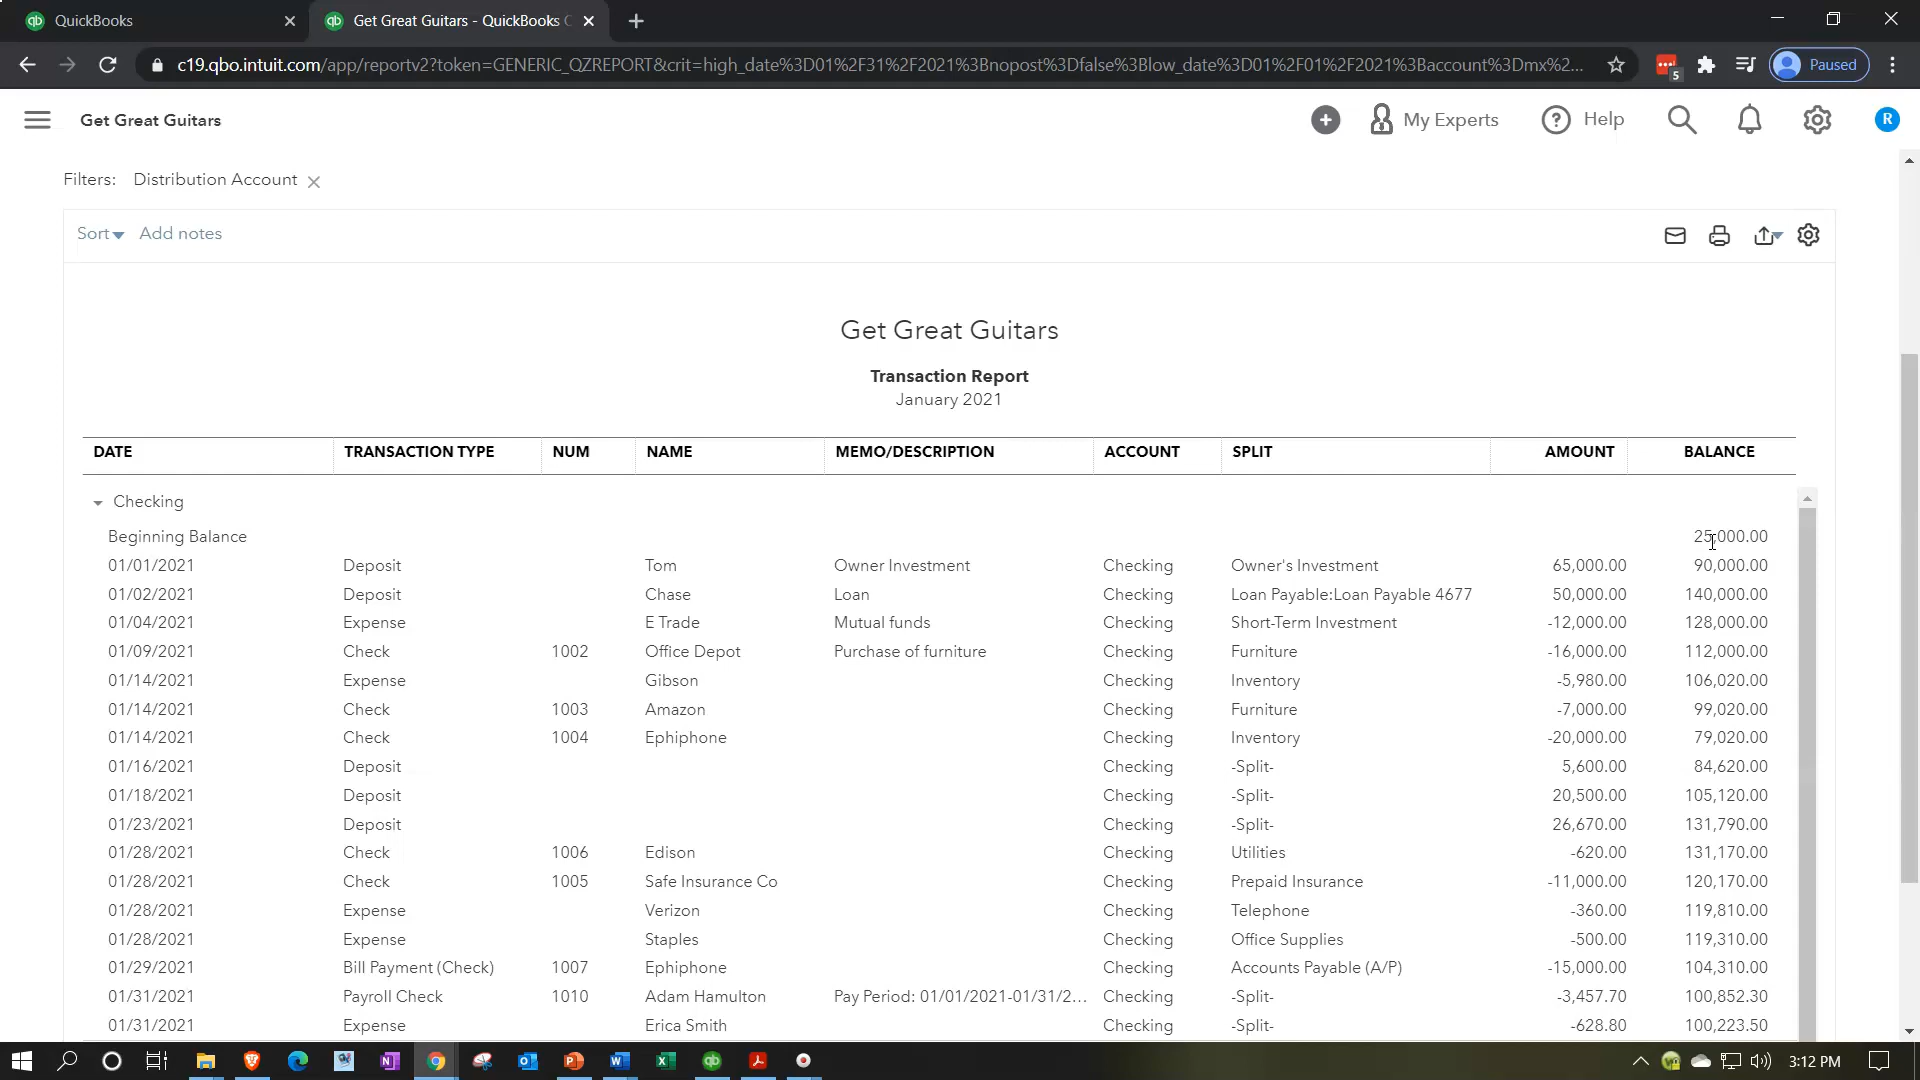 QuickBooks
Get Great Guitars - QuickBooks
c19.qbo.intuit.com/app/reportv2?token=GENERIC_QZREPORT&crit=high_date%3D01%2F31%2F2021%3Bnopost%3Dfalse%3Blow_date%3D01%2F01%2F2021%3Baccount%3Dmx%2...
5
Paused
Get Great Guitars
My Experts
Help
R
Filters: Distribution Account
Sort Add notes
Get Great Guitars
Transaction Report
January 2021
DATE TRANSACTION TYPE NUM NAME MEMO/DESCRIPTION ACCOUNT SPLIT AMOUNT BALANCE
Checking
Beginning Balance 25,000.00
01/01/2021 Deposit Tom Owner Investment Checking Owner's Investment 65,000.00 90,000.00
01/02/2021 Deposit Chase Loan Checking Loan Payable:Loan Payable 4677 50,000.00 140,000.00
01/04/2021 Expense E Trade Mutual funds Checking Short-Term Investment -12,000.00 128,000.00
01/09/2021 Check 1002 Office Depot Purchase of furniture Checking Furniture -16,000.00 112,000.00
01/14/2021 Expense Gibson Checking Inventory -5,980.00 106,020.00
01/14/2021 Check 1003 Amazon Checking Furniture -7,000.00 99,020.00
01/14/2021 Check 1004 Ephiphone Checking Inventory -20,000.00 79,020.00
01/16/2021 Deposit Checking -Split- 5,600.00 84,620.00
01/18/2021 Deposit Checking -Split- 20,500.00 105,120.00
01/23/2021 Deposit Checking -Split- 26,670.00 131,790.00
01/28/2021 Check 1006 Edison Checking Utilities -620.00 131,170.00
01/28/2021 Check 1005 Safe Insurance Co Checking Prepaid Insurance -11,000.00 120,170.00
01/28/2021 Expense Verizon Checking Telephone -360.00 119,810.00
01/28/2021 Expense Staples Checking Office Supplies -500.00 119,310.00
01/29/2021 Bill Payment (Check) 1007 Ephiphone Checking Accounts Payable (A/P) -15,000.00 104,310.00
01/31/2021 Payroll Check 1010 Adam Hamulton Pay Period: 01/01/2021-01/31/2... Checking -Split- -3,457.70 100,852.30
01/31/2021 Expense Erica Smith Checking -Split- -628.80 100,223.50
3:12 PM